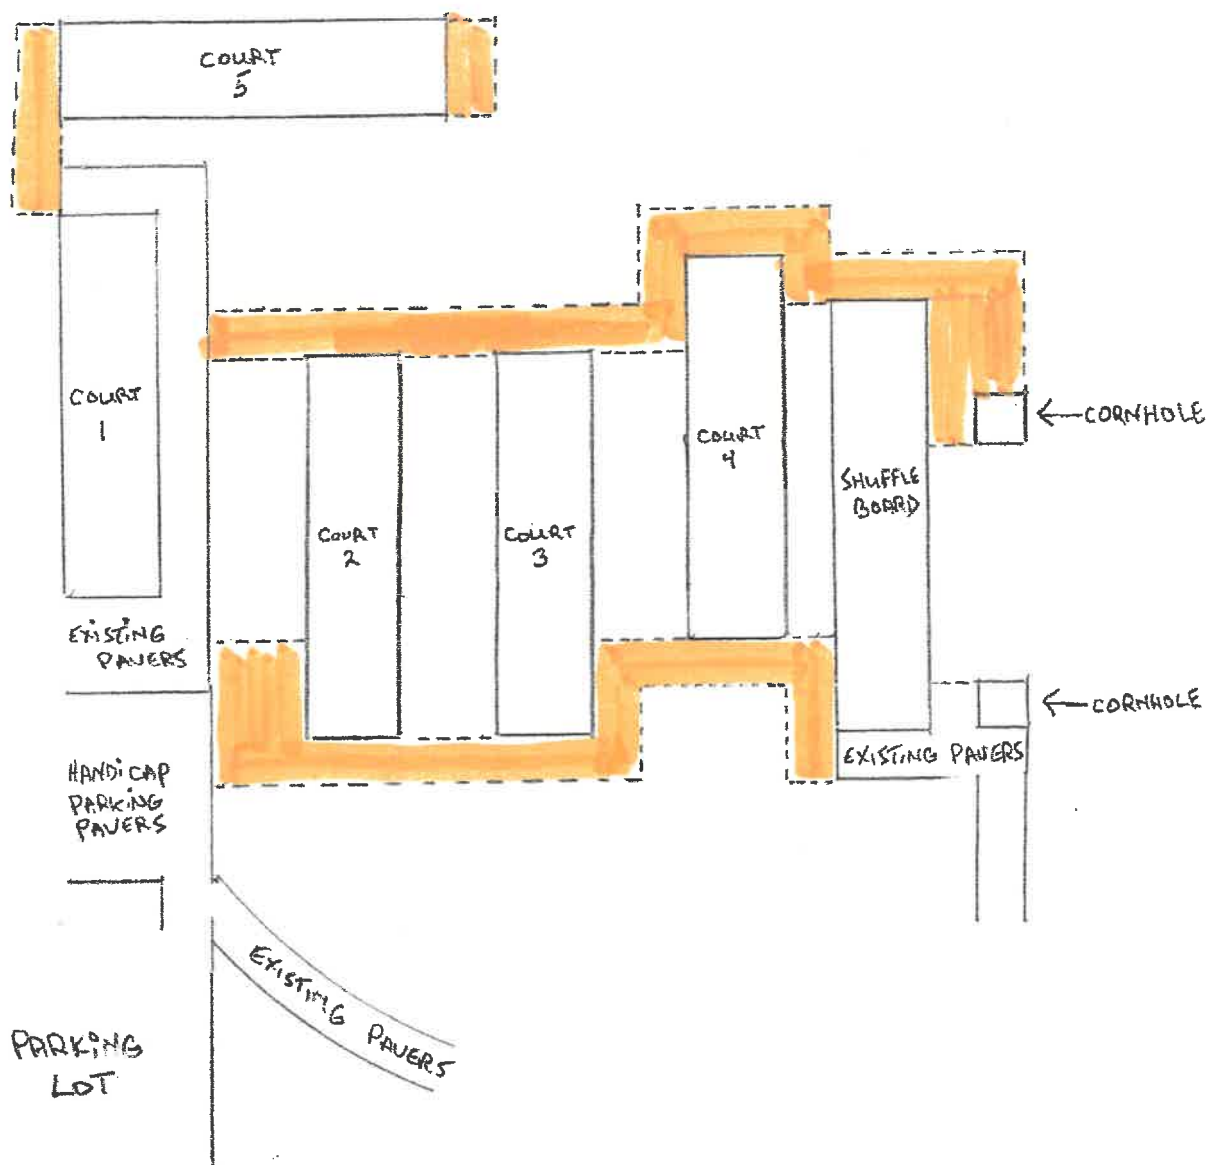 COURT
5
COURT
1
COURT
2
COURT
3
COURT
4
SHUFFLE
BOARD
← CORNHOLE
EXISTING
PAVERS
← CORNHOLE
EXISTING PAVERS
HANDICAP
PARKING
PAVERS
EXISTING PAVERS
PARKING
LOT